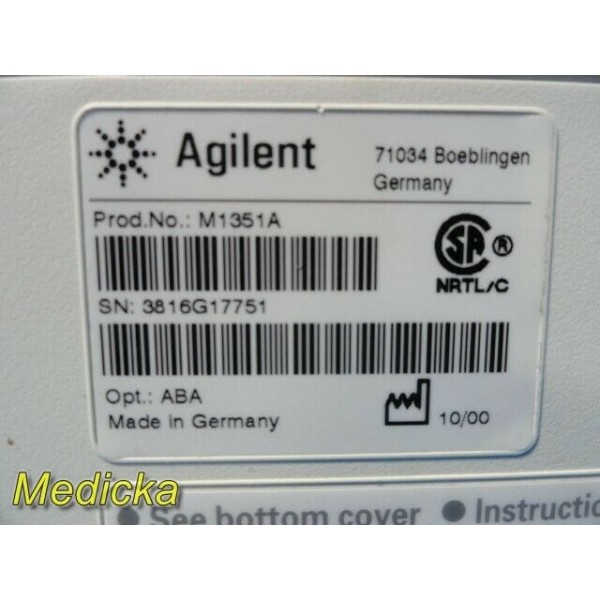 Agilent
71034 Boeblingen
Germany
Prod.No.: M1351A
SA ®
NRTL/C
SN: 3816G17751
Opt.: ABA
Made in Germany
10/00
Medicka
● See bottom cover ● Instructio